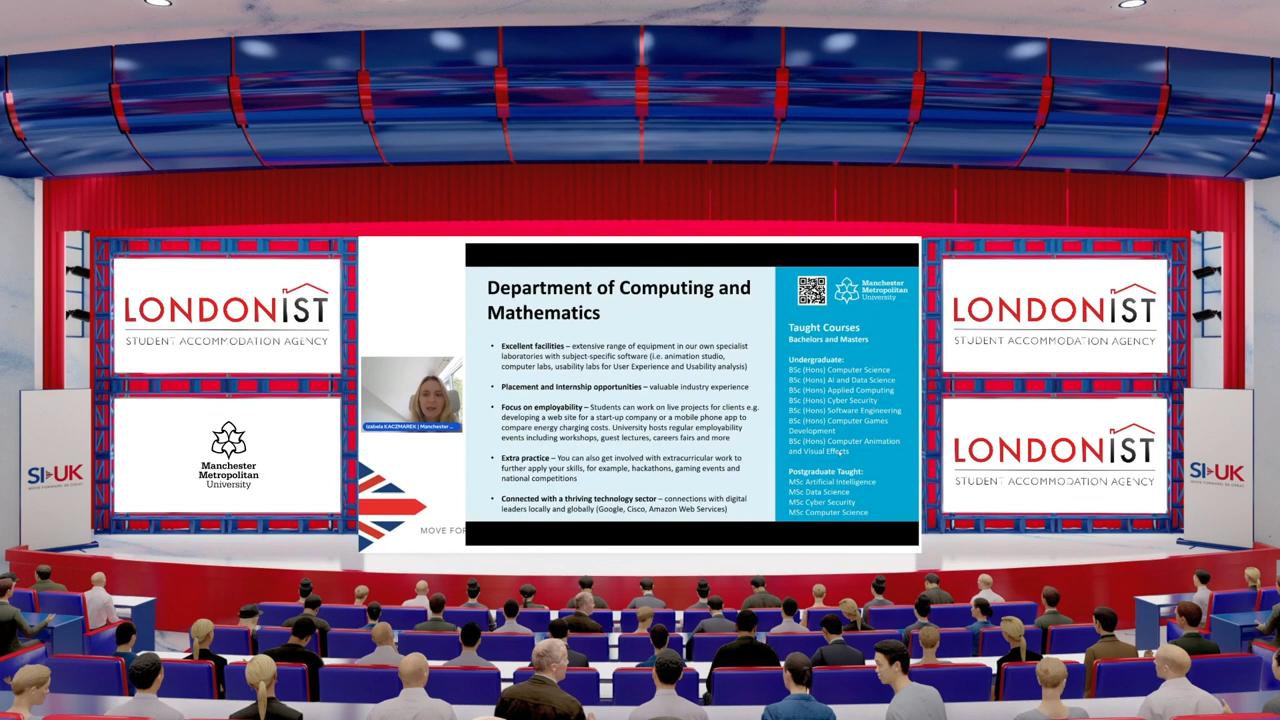 LONDONIST
STUDENT ACCOMMODATION AGENCY
Manchester
Metropolitan
University
SI UK
Izabela KACZMAREK | Manchester ...
MOVE FOR
Department of Computing and
Mathematics
• Excellent facilities – extensive range of equipment in our own specialist
laboratories with subject-specific software (i.e. animation studio,
computer labs, usability labs for User Experience and Usability analysis)
• Placement and Internship opportunities – valuable industry experience
• Focus on employability – Students can work on live projects for clients e.g.
developing a web site for a start-up company or a mobile phone app to
compare energy charging costs. University hosts regular employability
events including workshops, guest lectures, careers fairs and more
• Extra practice – You can also get involved with extracurricular work to
further apply your skills, for example, hackathons, gaming events and
national competitions
• Connected with a thriving technology sector – connections with digital
leaders locally and globally (Google, Cisco, Amazon Web Services)
Manchester
Metropolitan
University
Taught Courses
Bachelors and Masters
Undergraduate:
BSc (Hons) Computer Science
BSc (Hons) AI and Data Science
BSc (Hons) Applied Computing
BSc (Hons) Cyber Security
BSc (Hons) Software Engineering
BSc (Hons) Computer Games
Development
BSc (Hons) Computer Animation
and Visual Effects
Postgraduate Taught:
MSc Artificial Intelligence
MSc Data Science
MSc Cyber Security
MSc Computer Science
LONDONIST
STUDENT ACCOMMODATION AGENCY
LONDONIST
STUDENT ACCOMMODATION AGENCY
SI UK